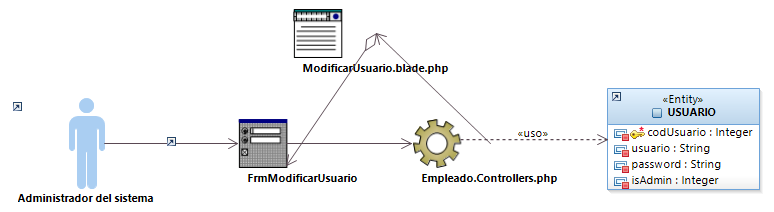 ModificarUsuario.blade.php
Administrador del sistema
FrmModificarUsuario
Empleado.Controllers.php
«uso»
«Entity»
USUARIO
codUsuario : Integer
usuario : String
password : String
isAdmin : Integer